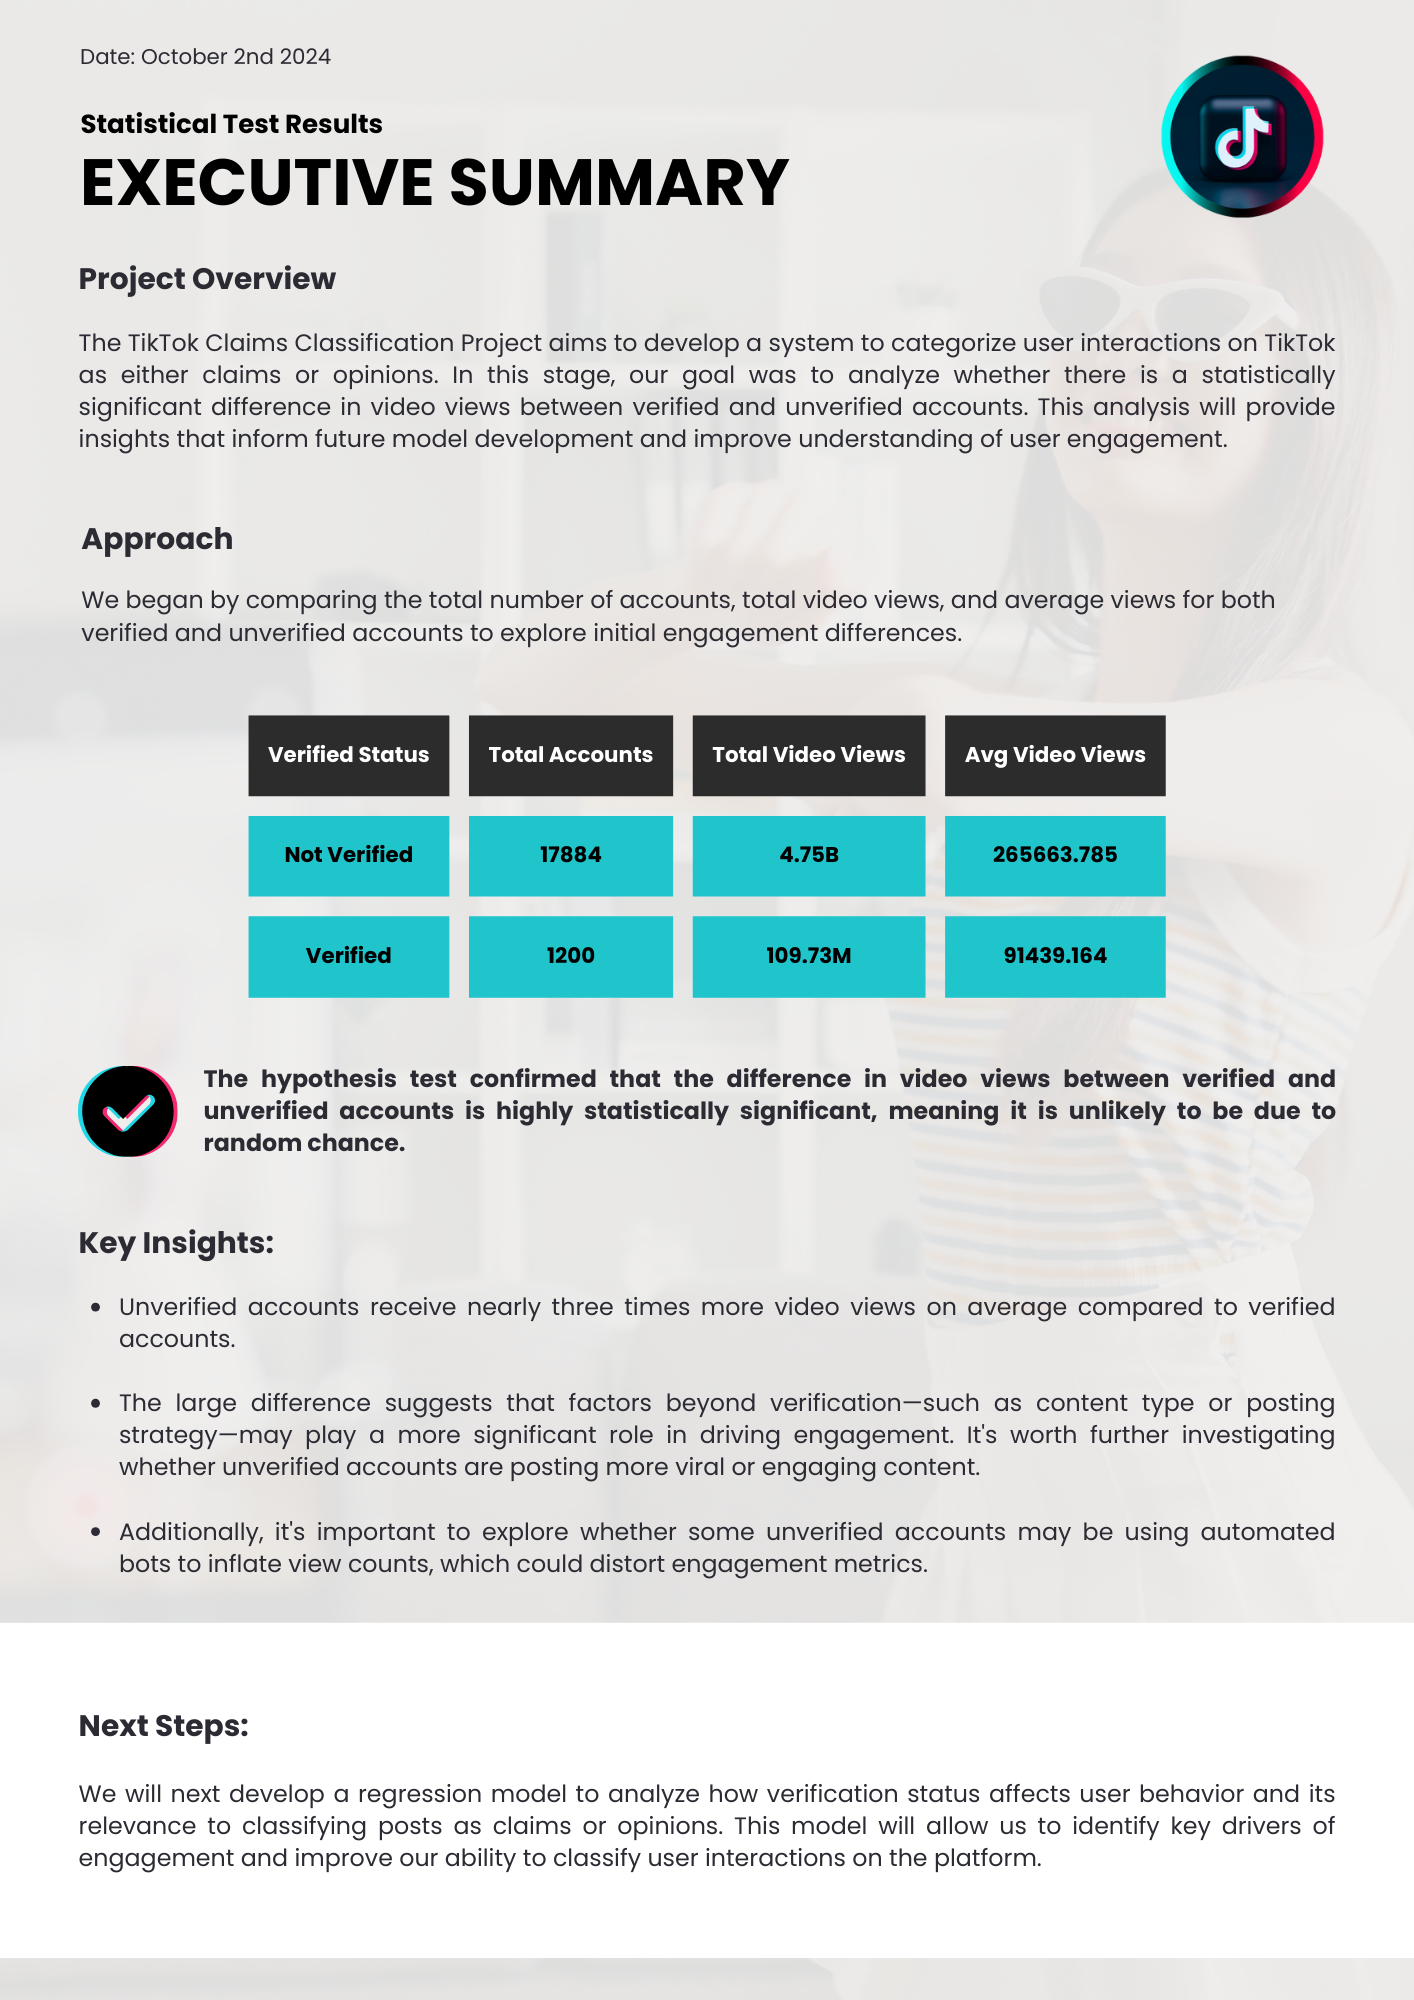 Date: October 2nd 2024
Statistical Test Results
EXECUTIVE SUMMARY
Project Overview
The TikTok Claims Classification Project aims to develop a system to categorize user interactions on TikTok
as either claims or opinions. In this stage, our goal was to analyze whether there is a statistically
significant difference in video views between verified and unverified accounts. This analysis will provide
insights that inform future model development and improve understanding of user engagement.
Approach
We began by comparing the total number of accounts, total video views, and average views for both
verified and unverified accounts to explore initial engagement differences.
Verified Status Total Accounts Total Video Views Avg Video Views
Not Verified 17884 4.75B 265663.785
Verified 1200 109.73M 91439.164
The hypothesis test confirmed that the difference in video views between verified and
unverified accounts is highly statistically significant, meaning it is unlikely to be due to
random chance.
Key Insights:
• Unverified accounts receive nearly three times more video views on average compared to verified
accounts.
• The large difference suggests that factors beyond verification—such as content type or posting
strategy—may play a more significant role in driving engagement. It's worth further investigating
whether unverified accounts are posting more viral or engaging content.
• Additionally, it's important to explore whether some unverified accounts may be using automated
bots to inflate view counts, which could distort engagement metrics.
Next Steps:
We will next develop a regression model to analyze how verification status affects user behavior and its
relevance to classifying posts as claims or opinions. This model will allow us to identify key drivers of
engagement and improve our ability to classify user interactions on the platform.